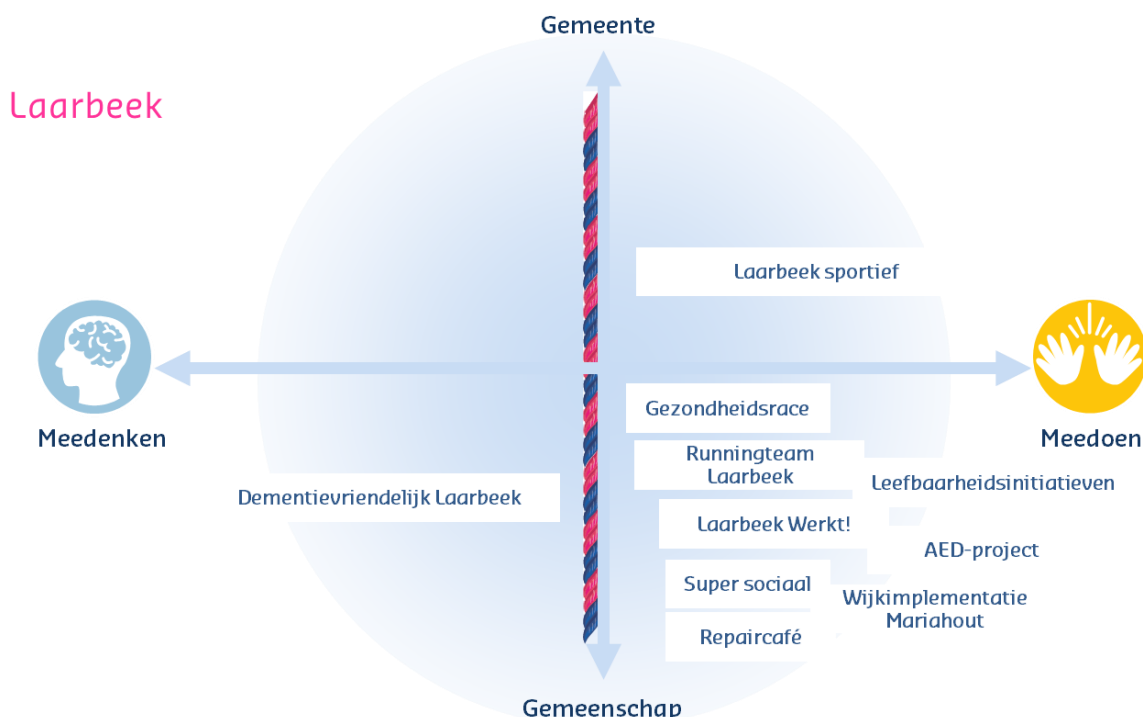 Gemeente
Laarbeek
Laarbeek sportief
Gezondheidsrace
Meedenken
Meedoen
Runningteam
Laarbeek
Leefbaarheidsinitiatieven
Dementievriendelijk Laarbeek
Laarbeek Werkt!
AED-project
Super sociaal
Wijkimplementatie
Mariahout
Repaircafé
Gemeenschap